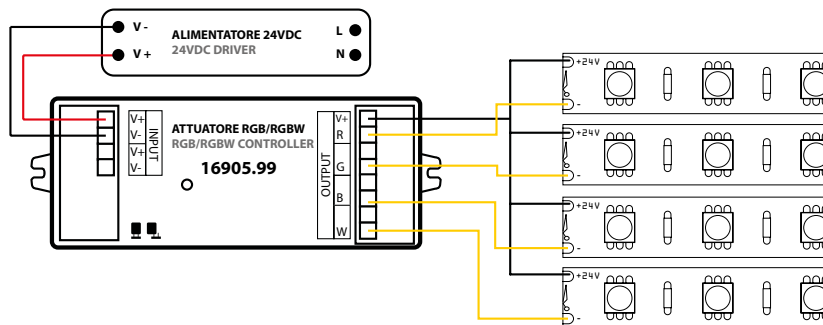 V -
V +
ALIMENTATORE 24VDC
24VDC DRIVER
L
N
V+
V-
V+
V-
INPUT
ATTUATORE RGB/RGBW
RGB/RGBW CONTROLLER
16905.99
OUTPUT
V+
R
G
B
W
+24V
-
+24V
-
+24V
-
+24V
-